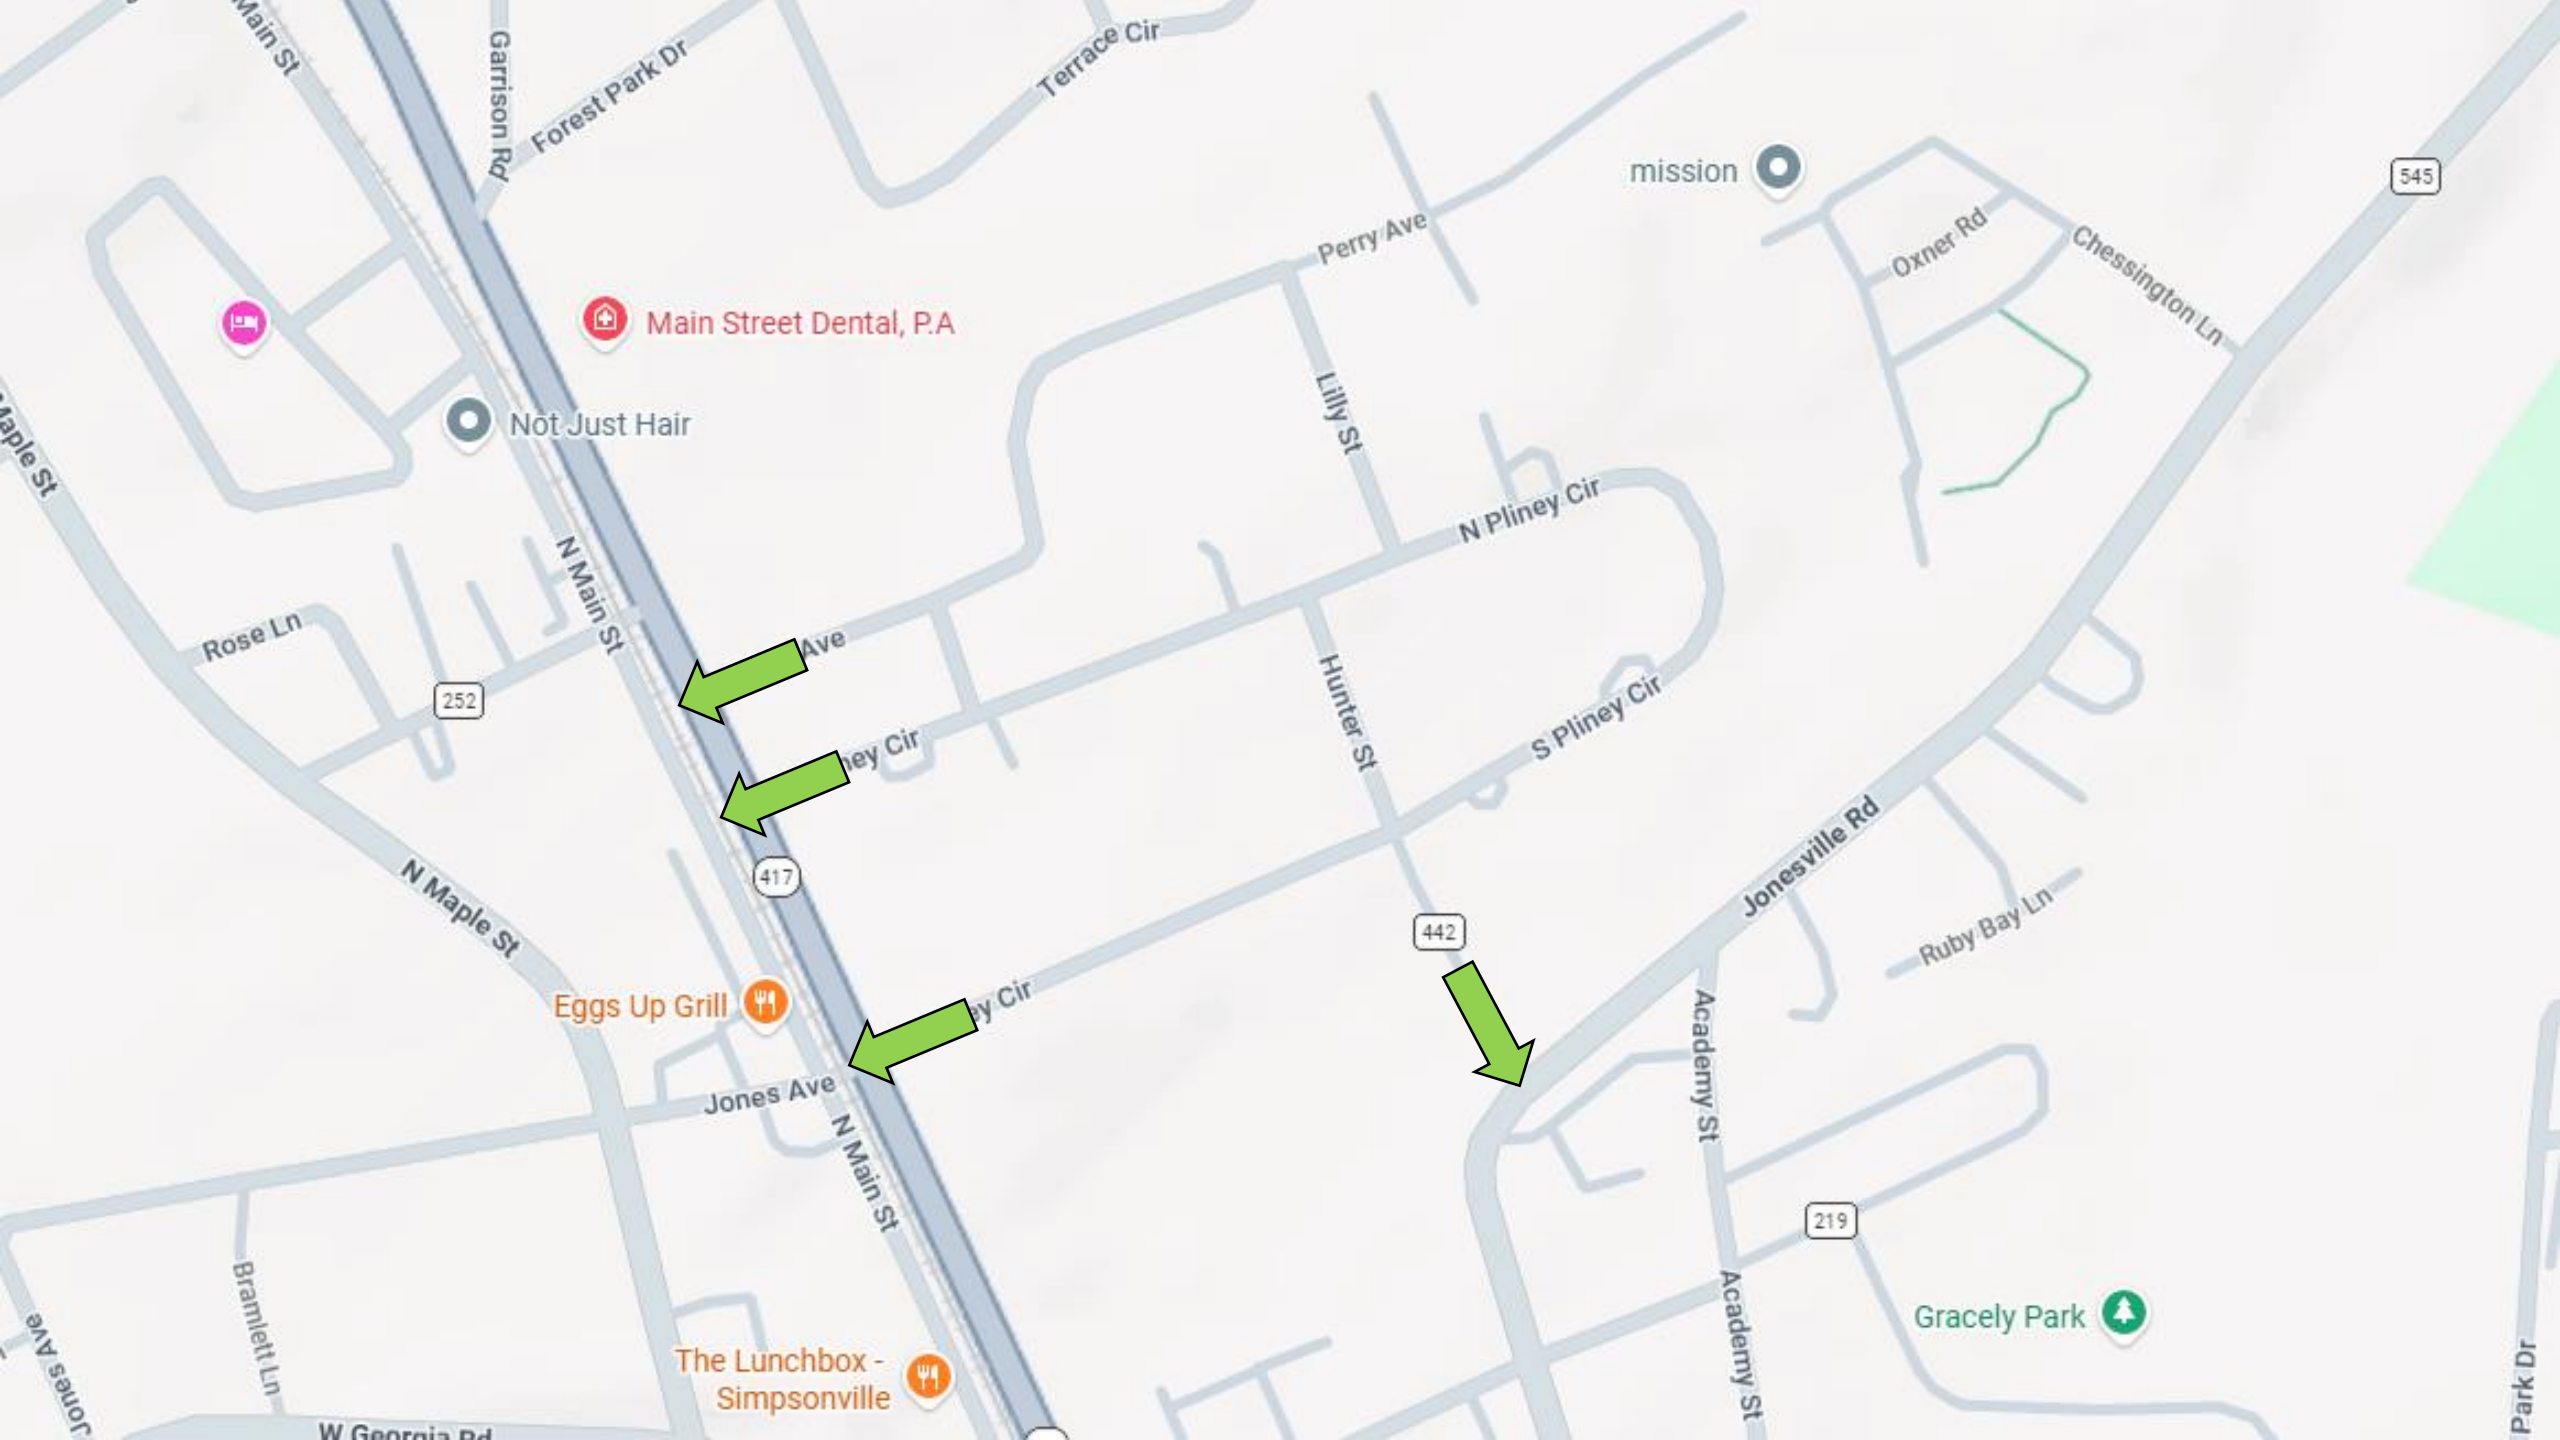 Main St
Garrison Rd
Forest Park Dr
Terrace Cir
mission
545
Perry Ave
Oxner Rd
Chessington Ln
Main Street Dental, P.A
Lilly St
Not Just Hair
Maple St
N Pliney Cir
N Main St
Rose Ln
Ave
252
Hunter St
S Pliney Cir
Cir
417
Jonesville Rd
N Maple St
442
Ruby Bay Ln
Eggs Up Grill
Cir
Academy St
Jones Ave
N Main St
219
Bramlett Ln
Jones Ave
Academy St
Gracely Park
The Lunchbox -
Simpsonville
Park Dr
W Georgia Rd